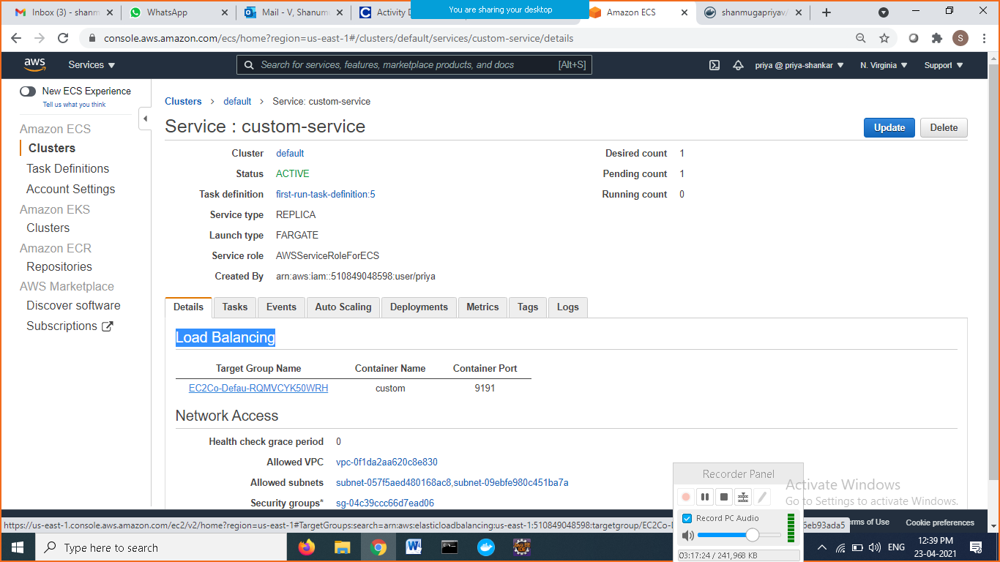 Inbox (3) - shanm
WhatsApp
Mail - V, Shanum
Activity D
You are sharing your desktop
Amazon ECS
shanmugapriyav/
console.aws.amazon.com/ecs/home?region=us-east-1#/clusters/default/services/custom-service/details
S
aws
Services
Search for services, features, marketplace products, and docs
[Alt+S]
priya @ priya-shankar
N. Virginia
Support
New ECS Experience
Tell us what you think
Amazon ECS
Clusters
Task Definitions
Account Settings
Amazon EKS
Clusters
Amazon ECR
Repositories
AWS Marketplace
Discover software
Subscriptions
Clusters > default > Service: custom-service
Service : custom-service
Update
Delete
Cluster default
Status ACTIVE
Task definition first-run-task-definition:5
Service type REPLICA
Launch type FARGATE
Service role AWSServiceRoleForECS
Created By arn:aws:iam::510849048598:user/priya
Desired count 1
Pending count 1
Running count 0
Details
Tasks
Events
Auto Scaling
Deployments
Metrics
Tags
Logs
Load Balancing
Target Group Name Container Name Container Port
EC2Co-Defau-RQMVCYK50WRH custom 9191
Network Access
Health check grace period 0
Allowed VPC vpc-0f1da2aa620c8e830
Allowed subnets subnet-057f5aed480168ac8,subnet-09ebfe980c451ba7a
Security groups* sg-04c39ccc66d7ead06
Recorder Panel
Record PC Audio
03:17:24 / 241,968 KB
Activate Windows
Go to Settings to activate Windows.
https://us-east-1.console.aws.amazon.com/ec2/v2/home?region=us-east-1#TargetGroups:search=arn:aws:elasticloadbalancing:us-east-1:510849048598:targetgroup/EC2Co-D
6eb93ada5
erms of Use
Cookie preferences
Type here to search
ENG
12:39 PM
23-04-2021